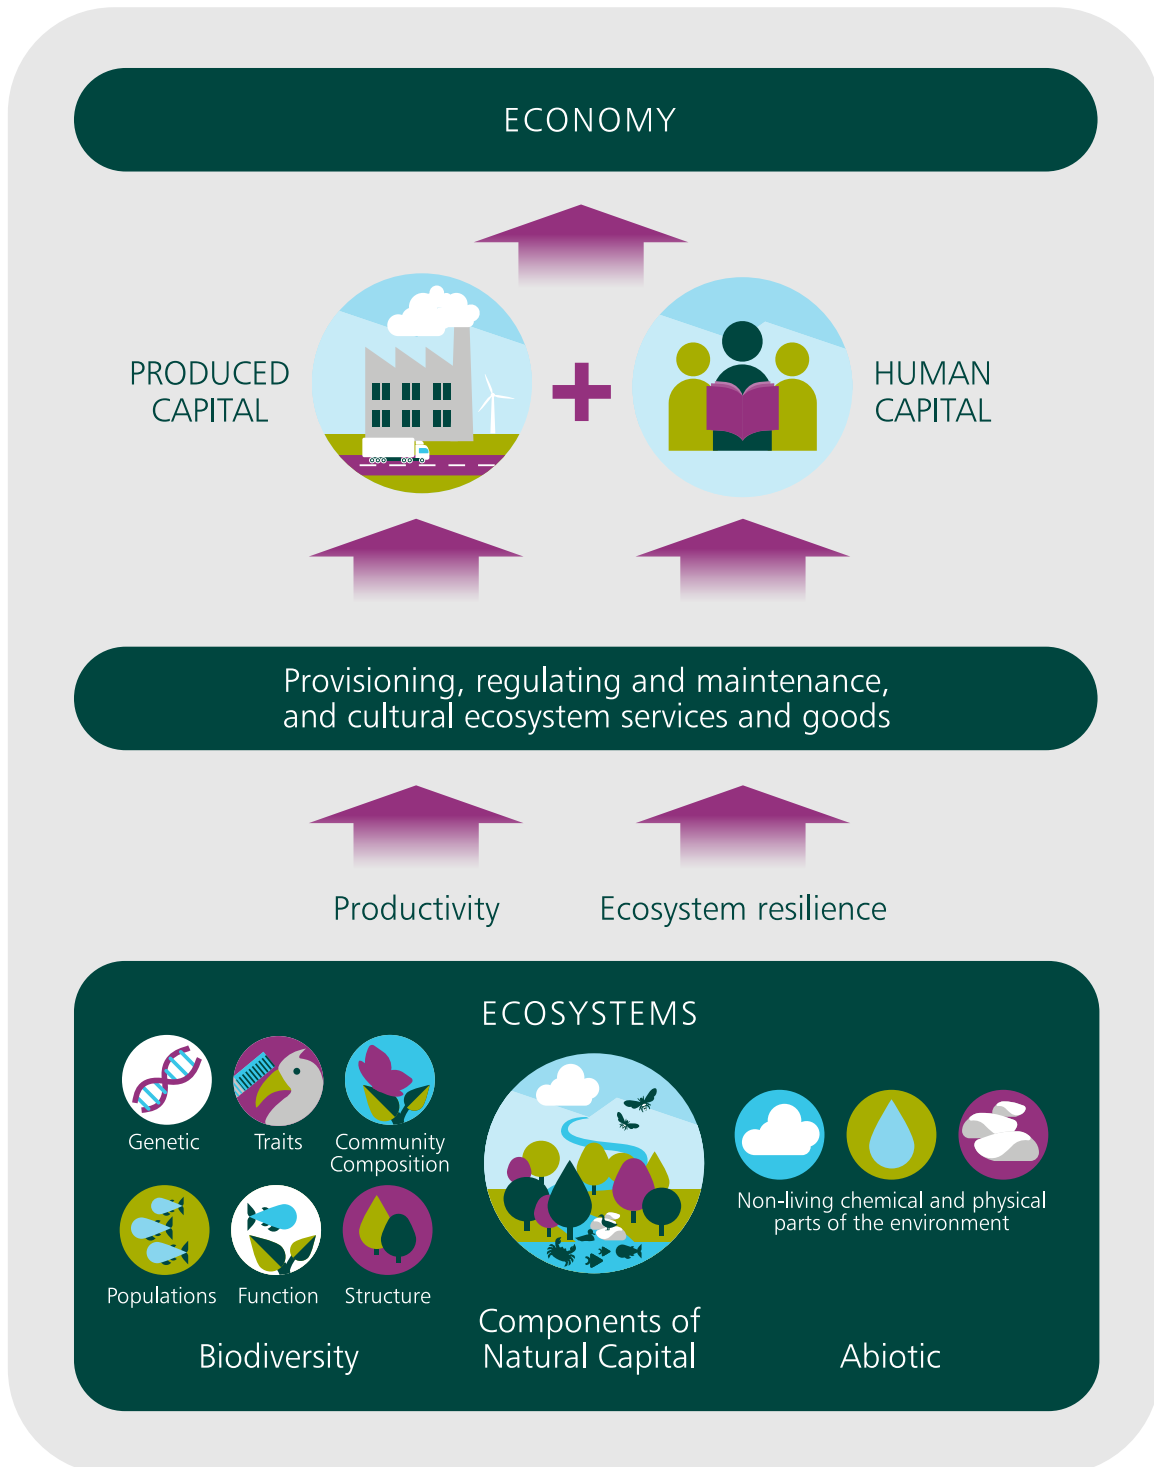 ECONOMY
PRODUCED
CAPITAL
HUMAN
CAPITAL
Provisioning, regulating and maintenance,
and cultural ecosystem services and goods
Productivity
Ecosystem resilience
ECOSYSTEMS
Genetic
Traits
Community
Composition
Populations
Function
Structure
Biodiversity
Components of
Natural Capital
Non-living chemical and physical
parts of the environment
Abiotic